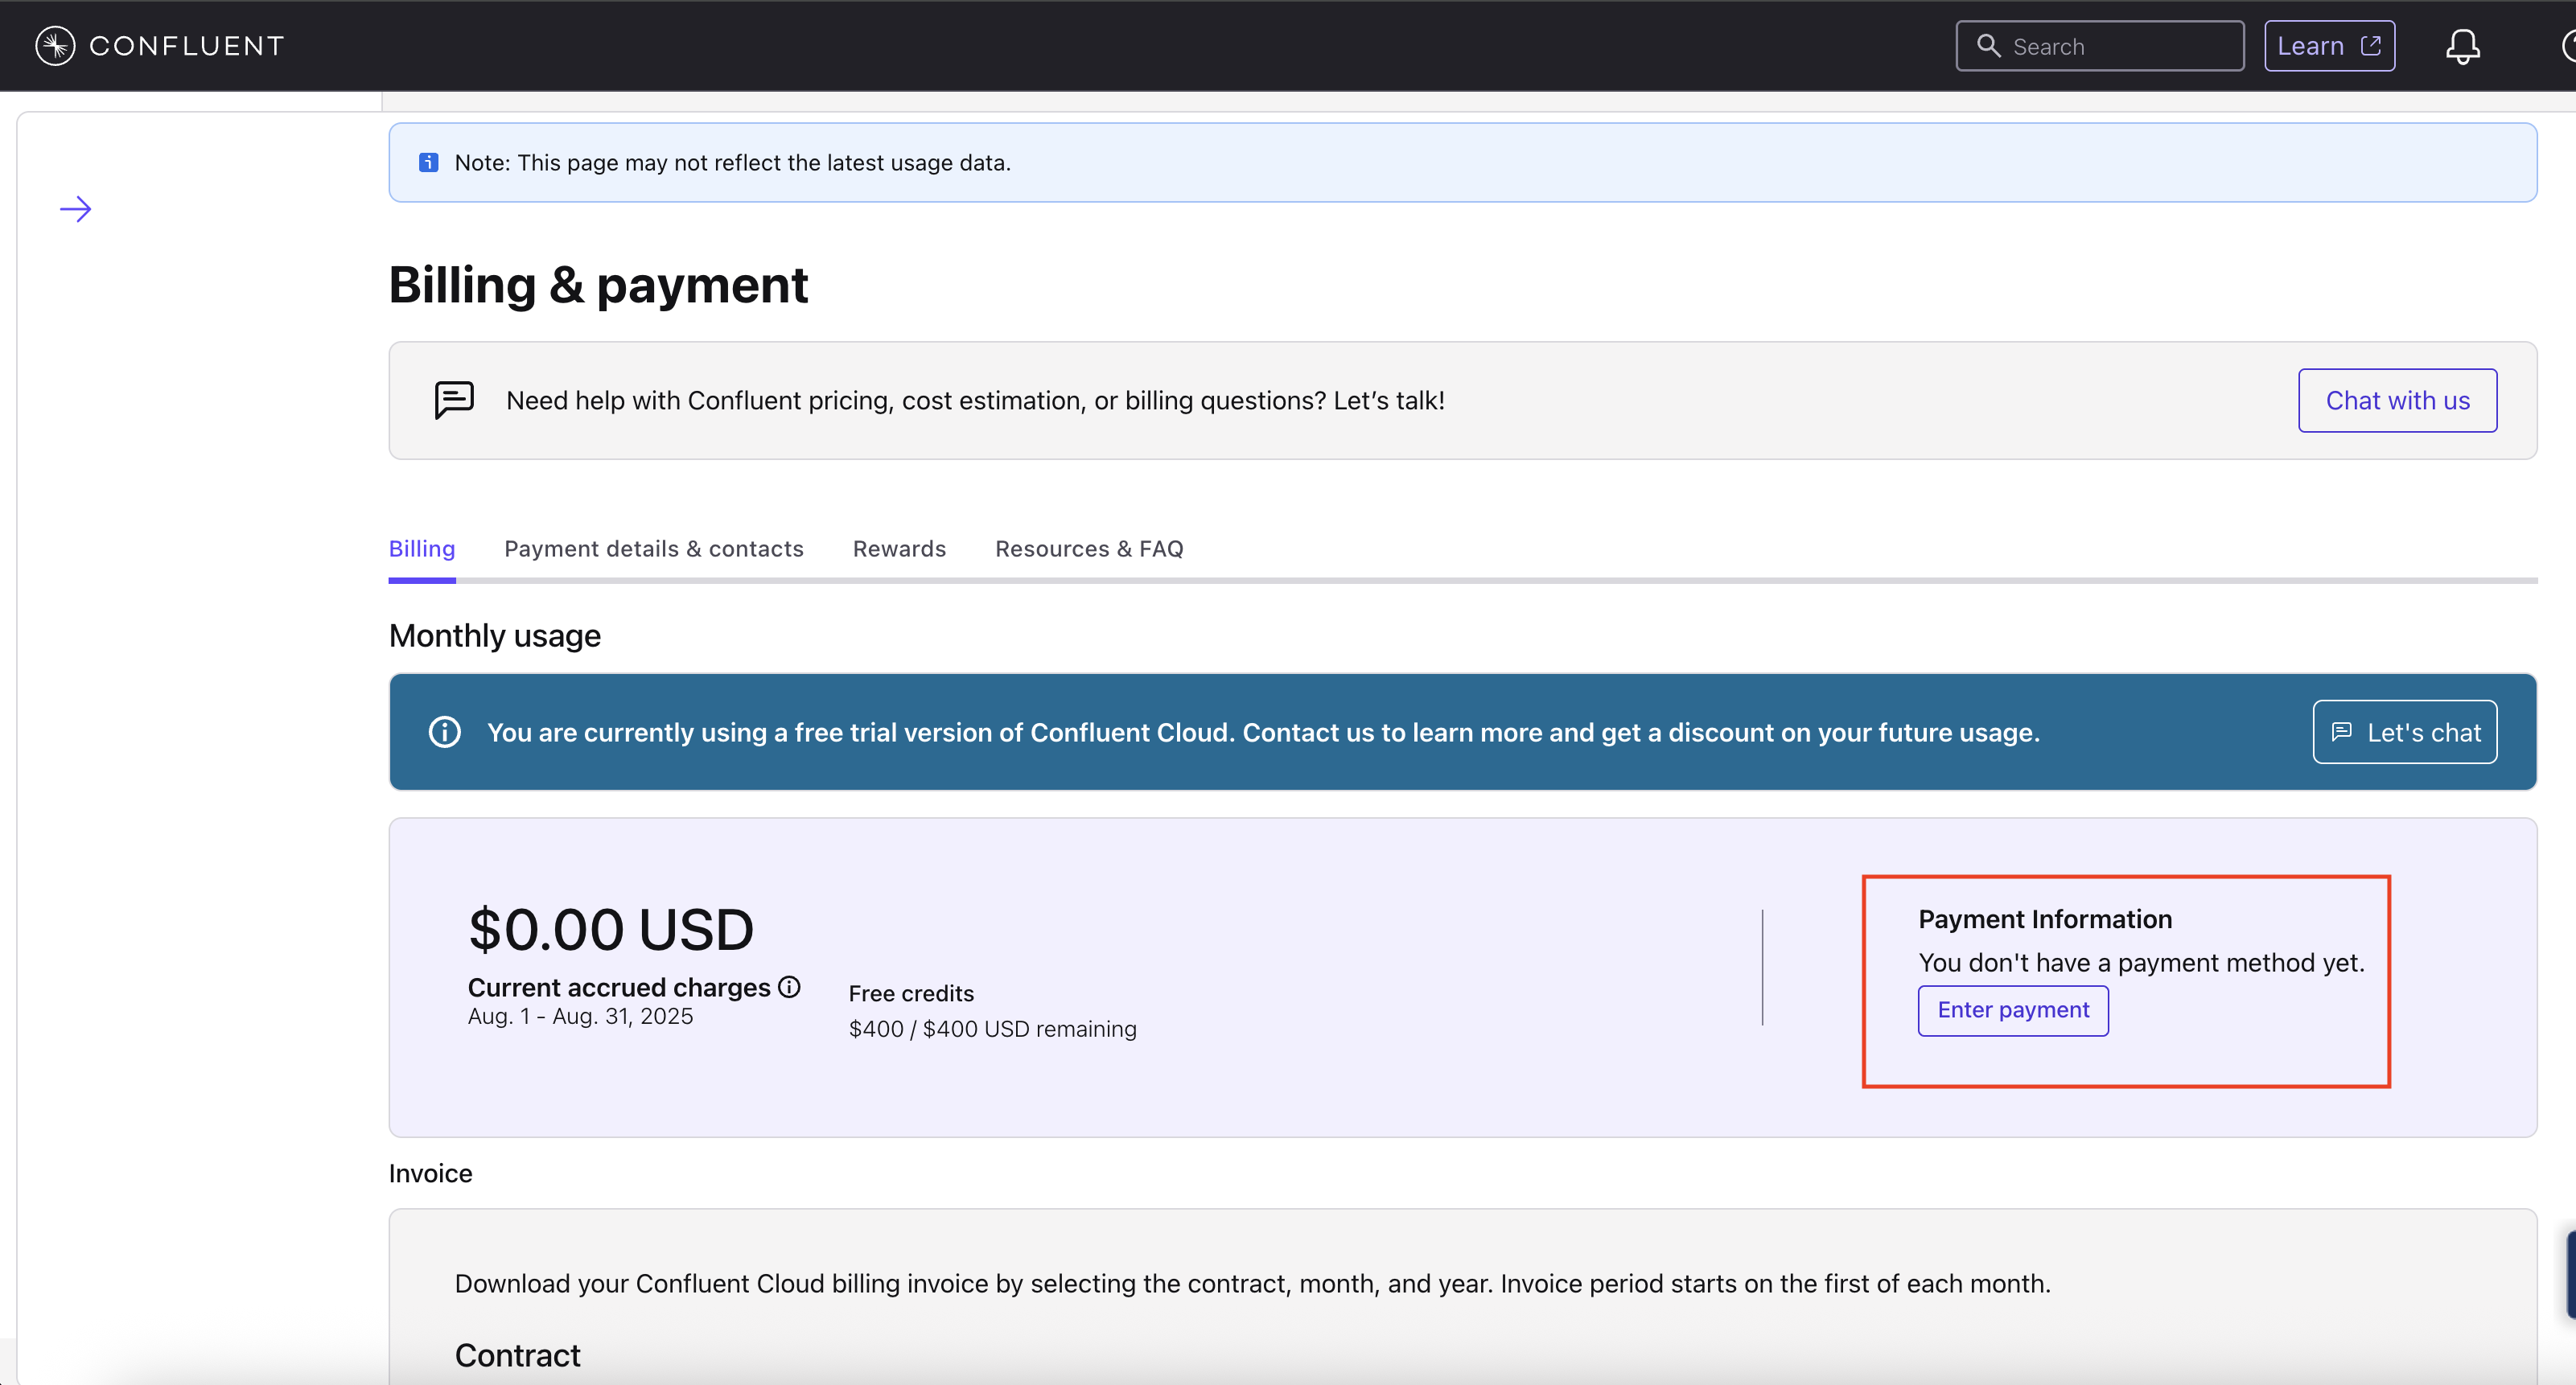 CONFLUENT
Search
Learn
Note: This page may not reflect the latest usage data.
Billing & payment
Need help with Confluent pricing, cost estimation, or billing questions? Let’s talk!
Chat with us
Billing
Payment details & contacts
Rewards
Resources & FAQ
Monthly usage
You are currently using a free trial version of Confluent Cloud. Contact us to learn more and get a discount on your future usage.
Let's chat
$0.00 USD
Current accrued charges
Aug. 1 - Aug. 31, 2025
Free credits
$400 / $400 USD remaining
Payment Information
You don't have a payment method yet.
Enter payment
Invoice
Download your Confluent Cloud billing invoice by selecting the contract, month, and year. Invoice period starts on the first of each month.
Contract